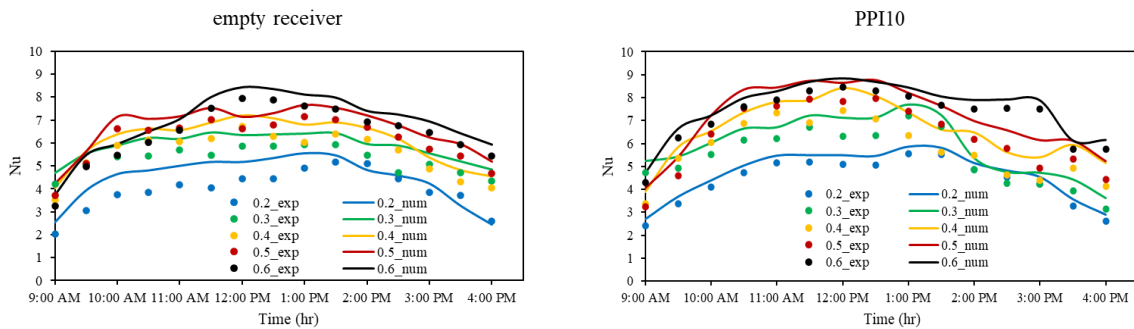 empty receiver
10
9
8
7
6
5
4
3
2
1
0
Nu
0.2_exp 0.2_num
0.3_exp 0.3_num
0.4_exp 0.4_num
0.5_exp 0.5_num
0.6_exp 0.6_num
9:00 AM 10:00 AM 11:00 AM 12:00 PM 1:00 PM 2:00 PM 3:00 PM 4:00 PM
Time (hr)
PPI10
10
9
8
7
6
5
4
3
2
1
0
Nu
0.2_exp 0.2_num
0.3_exp 0.3_num
0.4_exp 0.4_num
0.5_exp 0.5_num
0.6_exp 0.6_num
9:00 AM 10:00 AM 11:00 AM 12:00 PM 1:00 PM 2:00 PM 3:00 PM 4:00 PM
Time (hr)